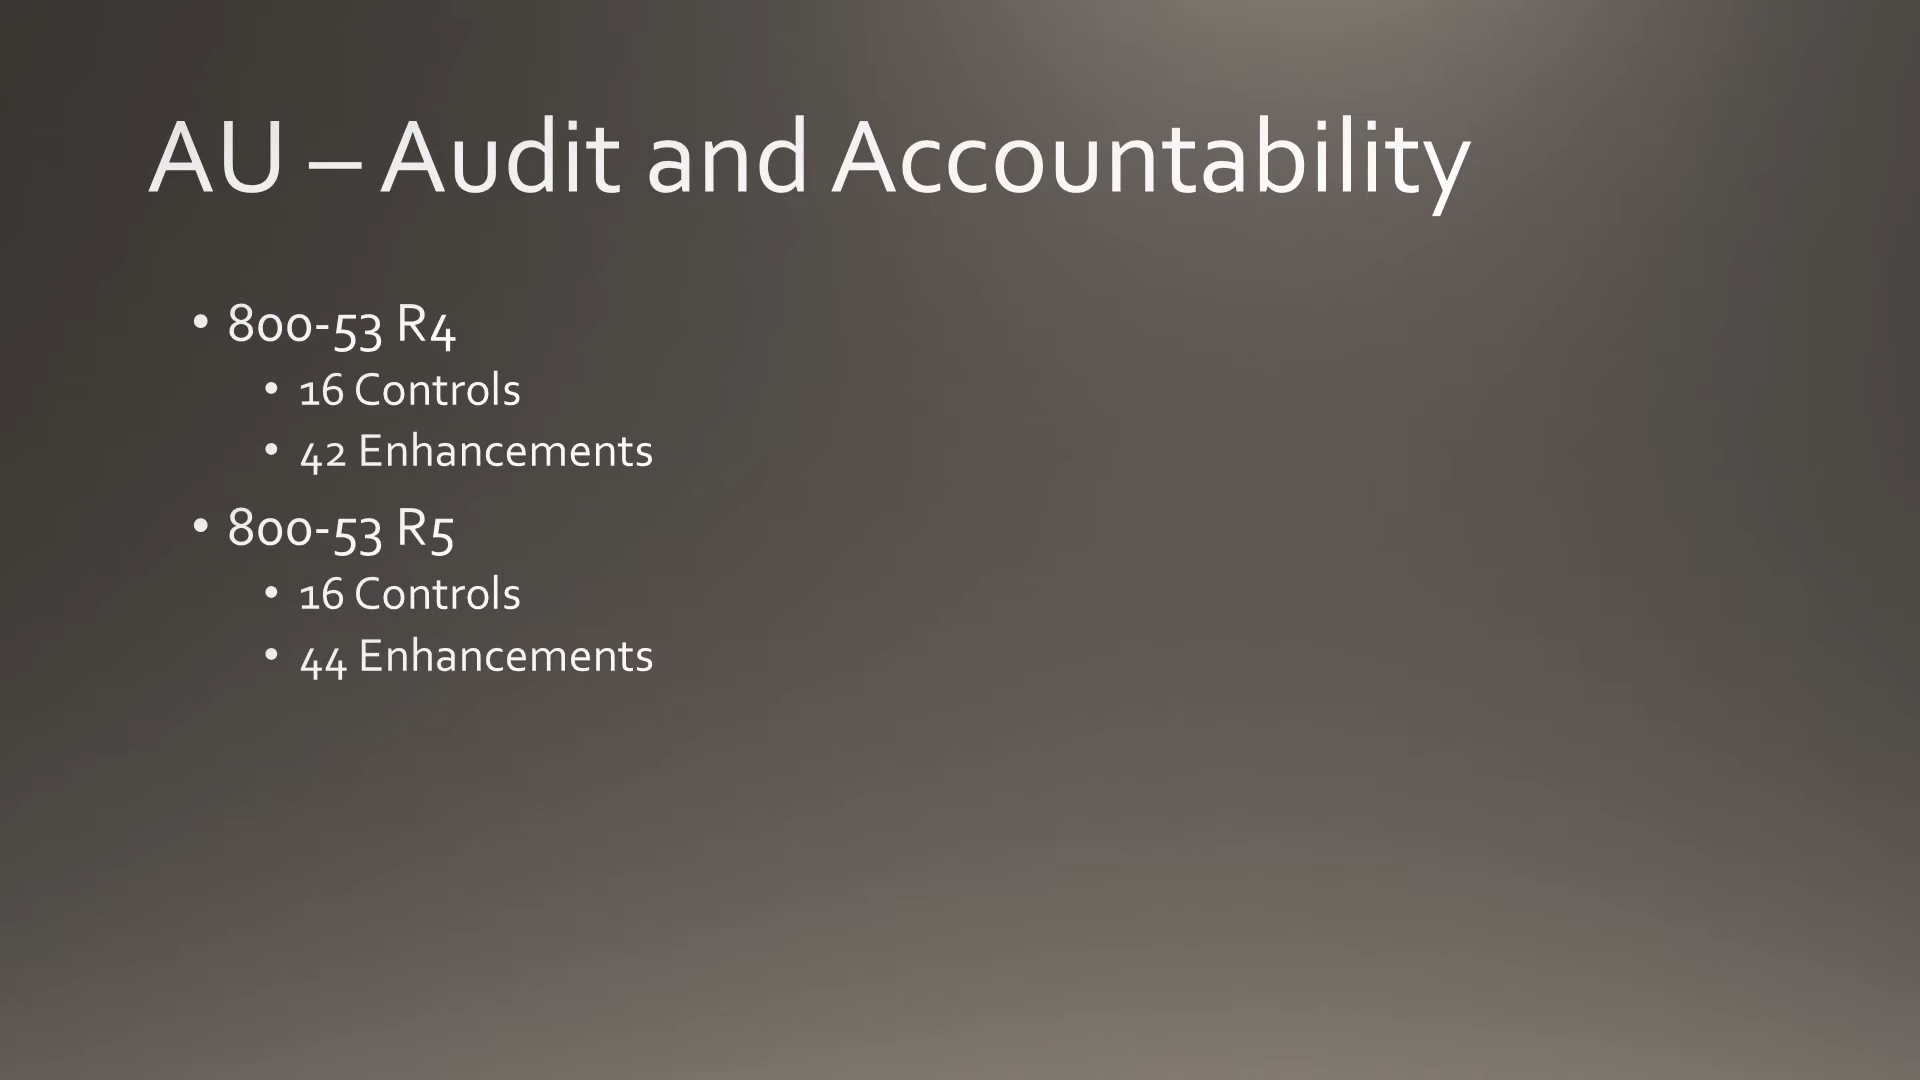 AU – Audit and Accountability
• 800-53 R4
• 16 Controls
• 42 Enhancements
• 800-53 R5
• 16 Controls
• 44 Enhancements